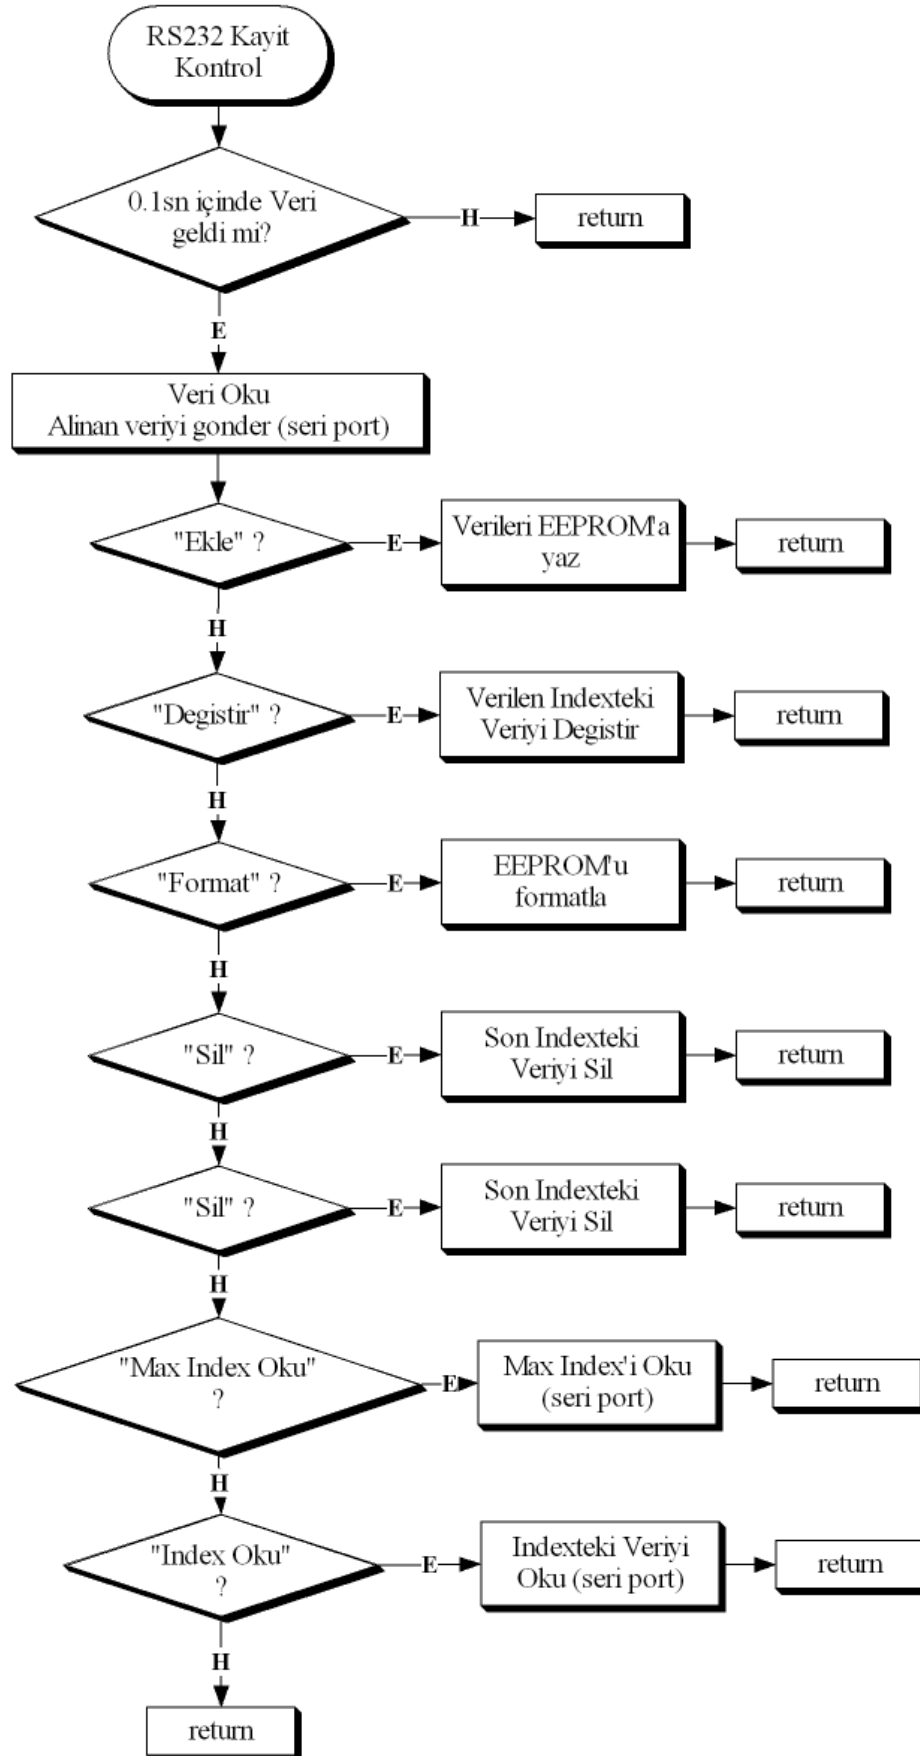 RS232 Kayit
Kontrol
0.1sn içinde Veri
geldi mi?
H
return
E
Veri Oku
Alinan veriyi gonder (seri port)
"Ekle" ?
E
Verileri EEPROM'a
yaz
return
H
"Degistir" ?
E
Verilen Indexteki
Veriyi Degistir
return
H
"Format" ?
E
EEPROM'u
formatla
return
H
"Sil" ?
E
Son Indexteki
Veriyi Sil
return
H
"Sil" ?
E
Son Indexteki
Veriyi Sil
return
H
"Max Index Oku"
?
E
Max Index'i Oku
(seri port)
return
H
"Index Oku"
?
E
Indexteki Veriyi
Oku (seri port)
return
H
return